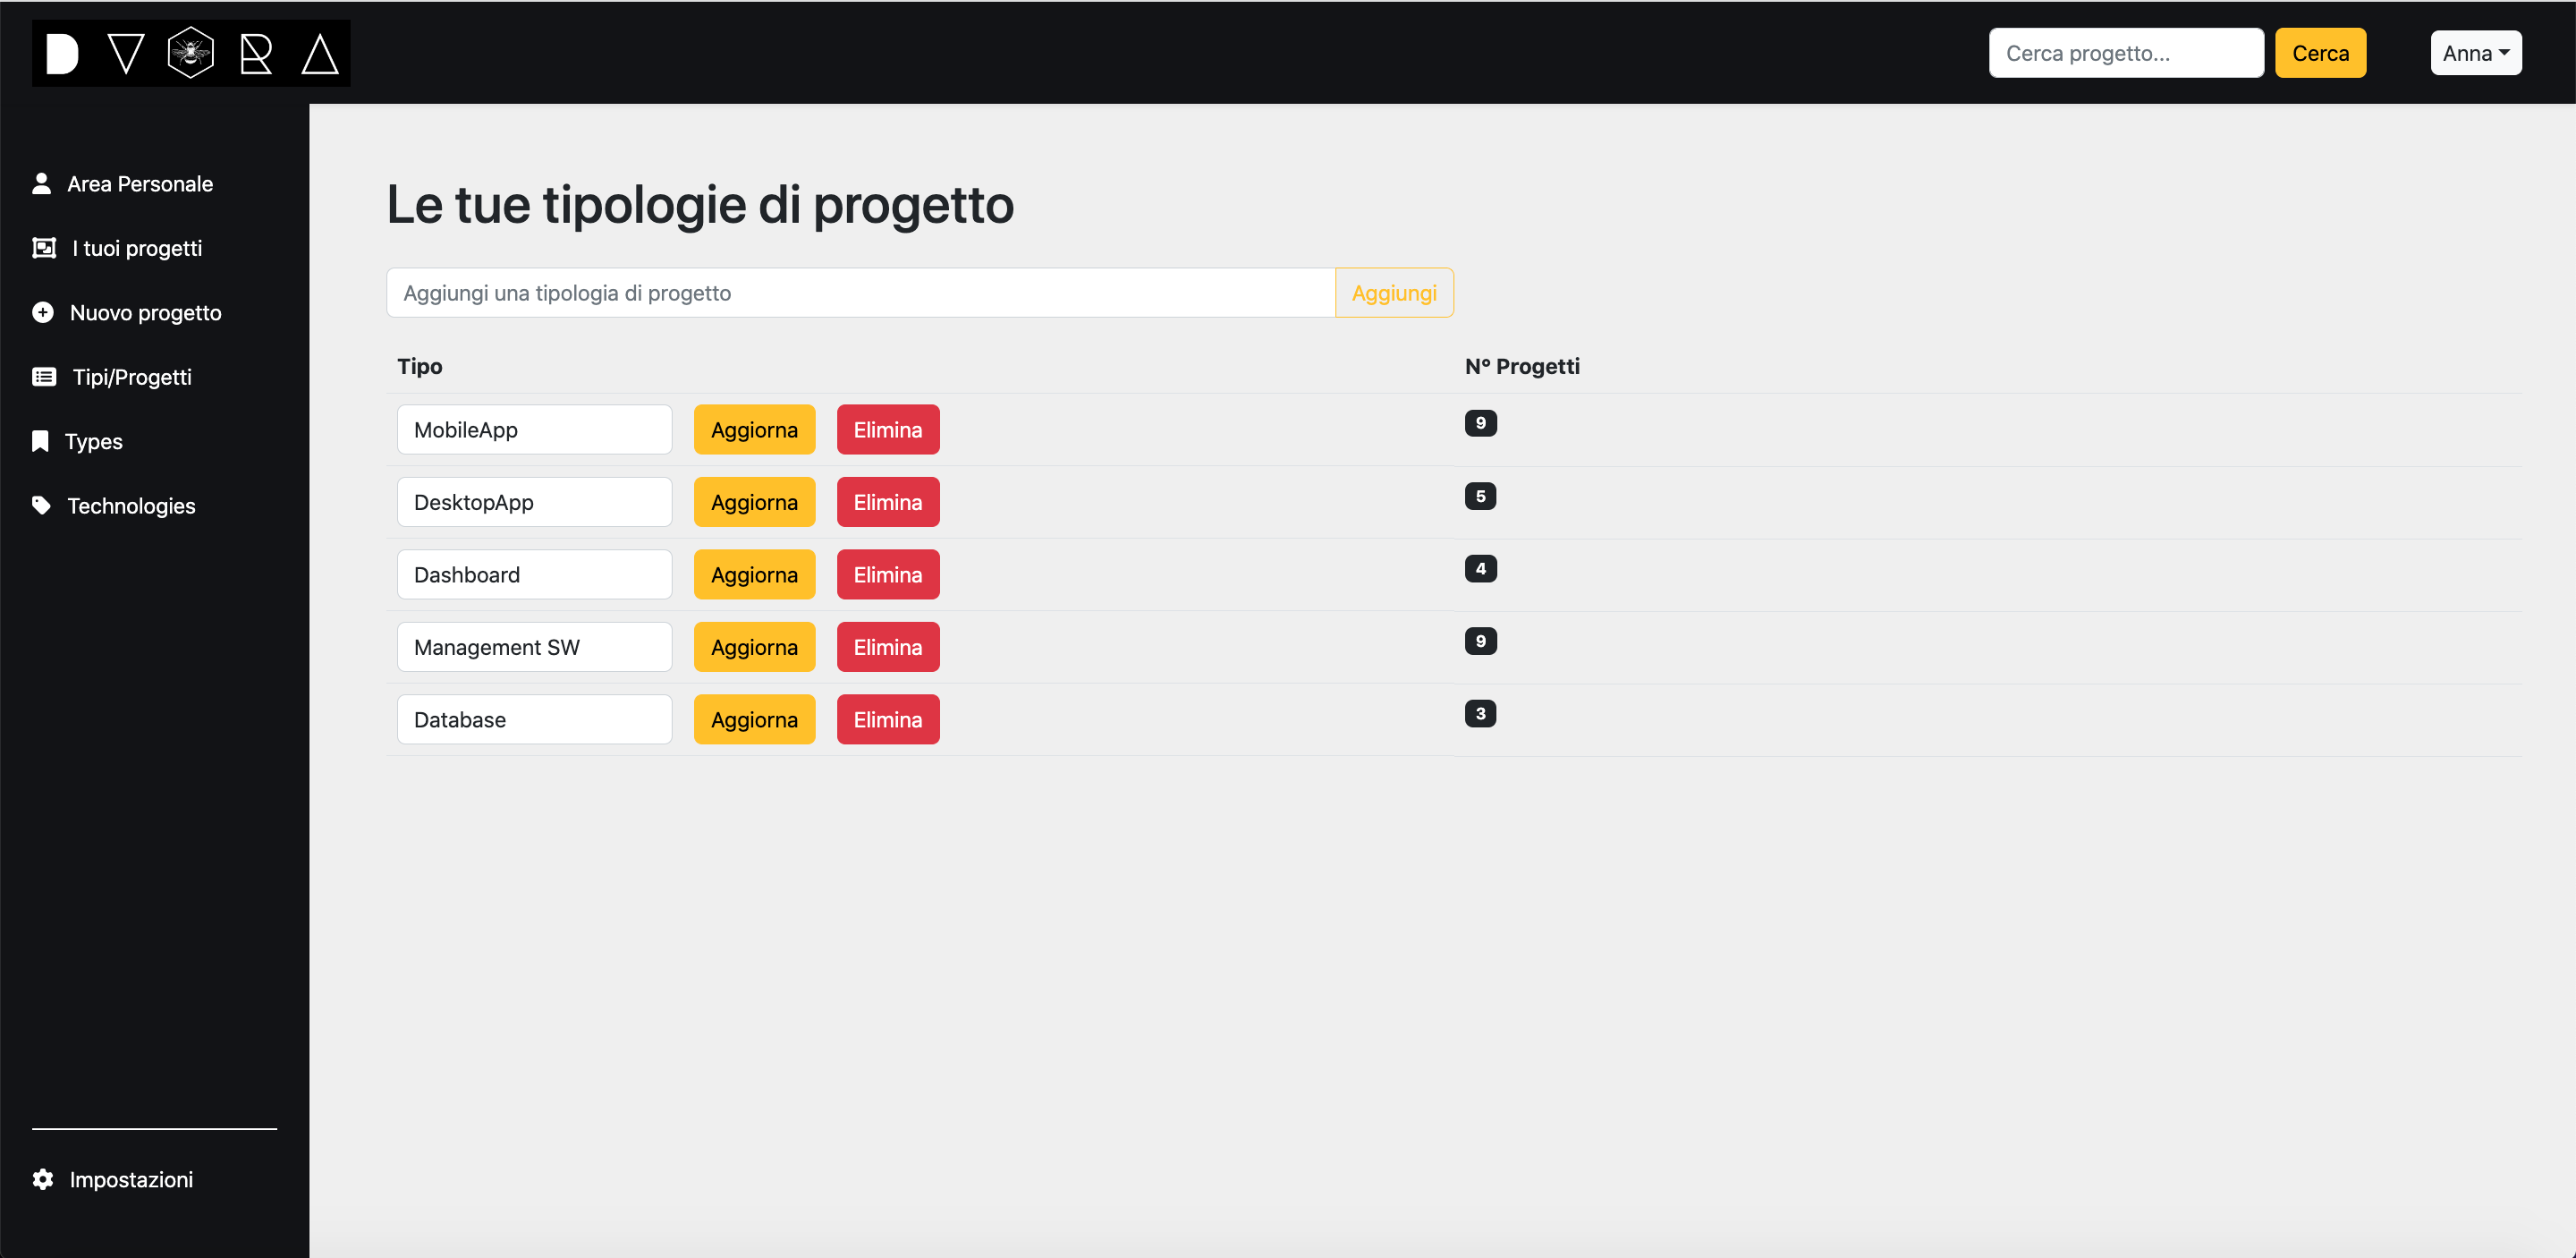 DVRA
Cerca progetto...
Cerca
Anna
Area Personale
I tuoi progetti
Nuovo progetto
Tipi/Progetti
Types
Technologies
Impostazioni
Le tue tipologie di progetto
Aggiungi una tipologia di progetto Aggiungi
Tipo N° Progetti
MobileApp Aggiorna Elimina 9
DesktopApp Aggiorna Elimina 5
Dashboard Aggiorna Elimina 4
Management SW Aggiorna Elimina 9
Database Aggiorna Elimina 3